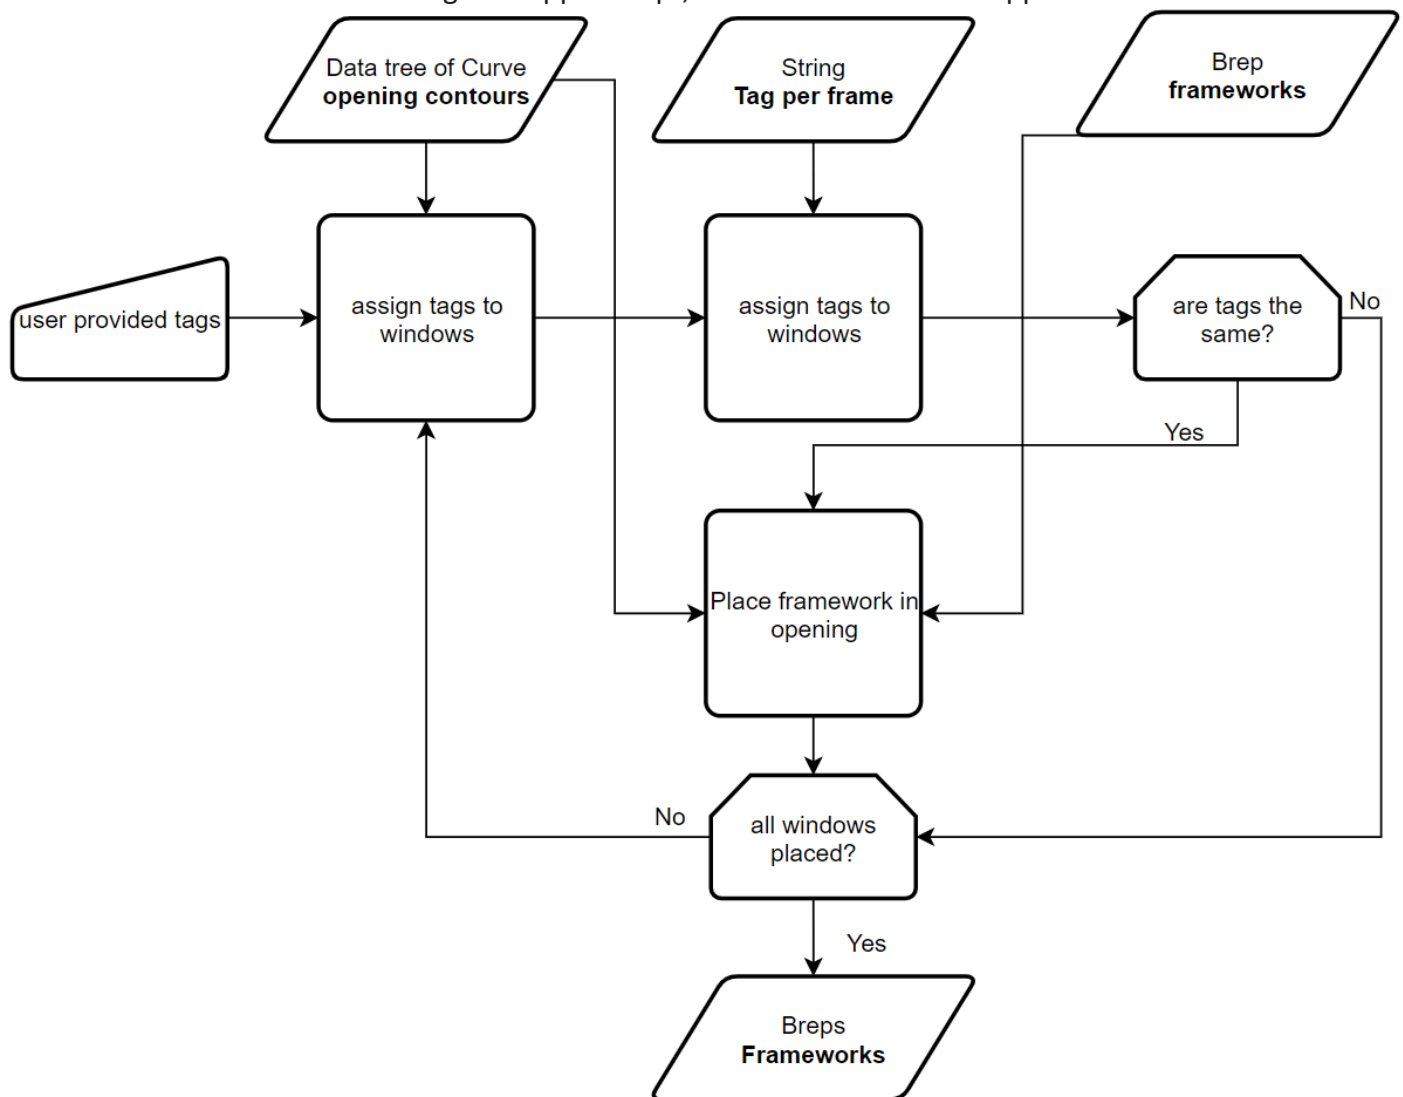 Data tree of Curve
opening contours
String
Tag per frame
Brep
frameworks
user provided tags
assign tags to
windows
assign tags to
windows
are tags the
same?
No
Yes
Place framework in
opening
No
all windows
placed?
Yes
Breps
Frameworks